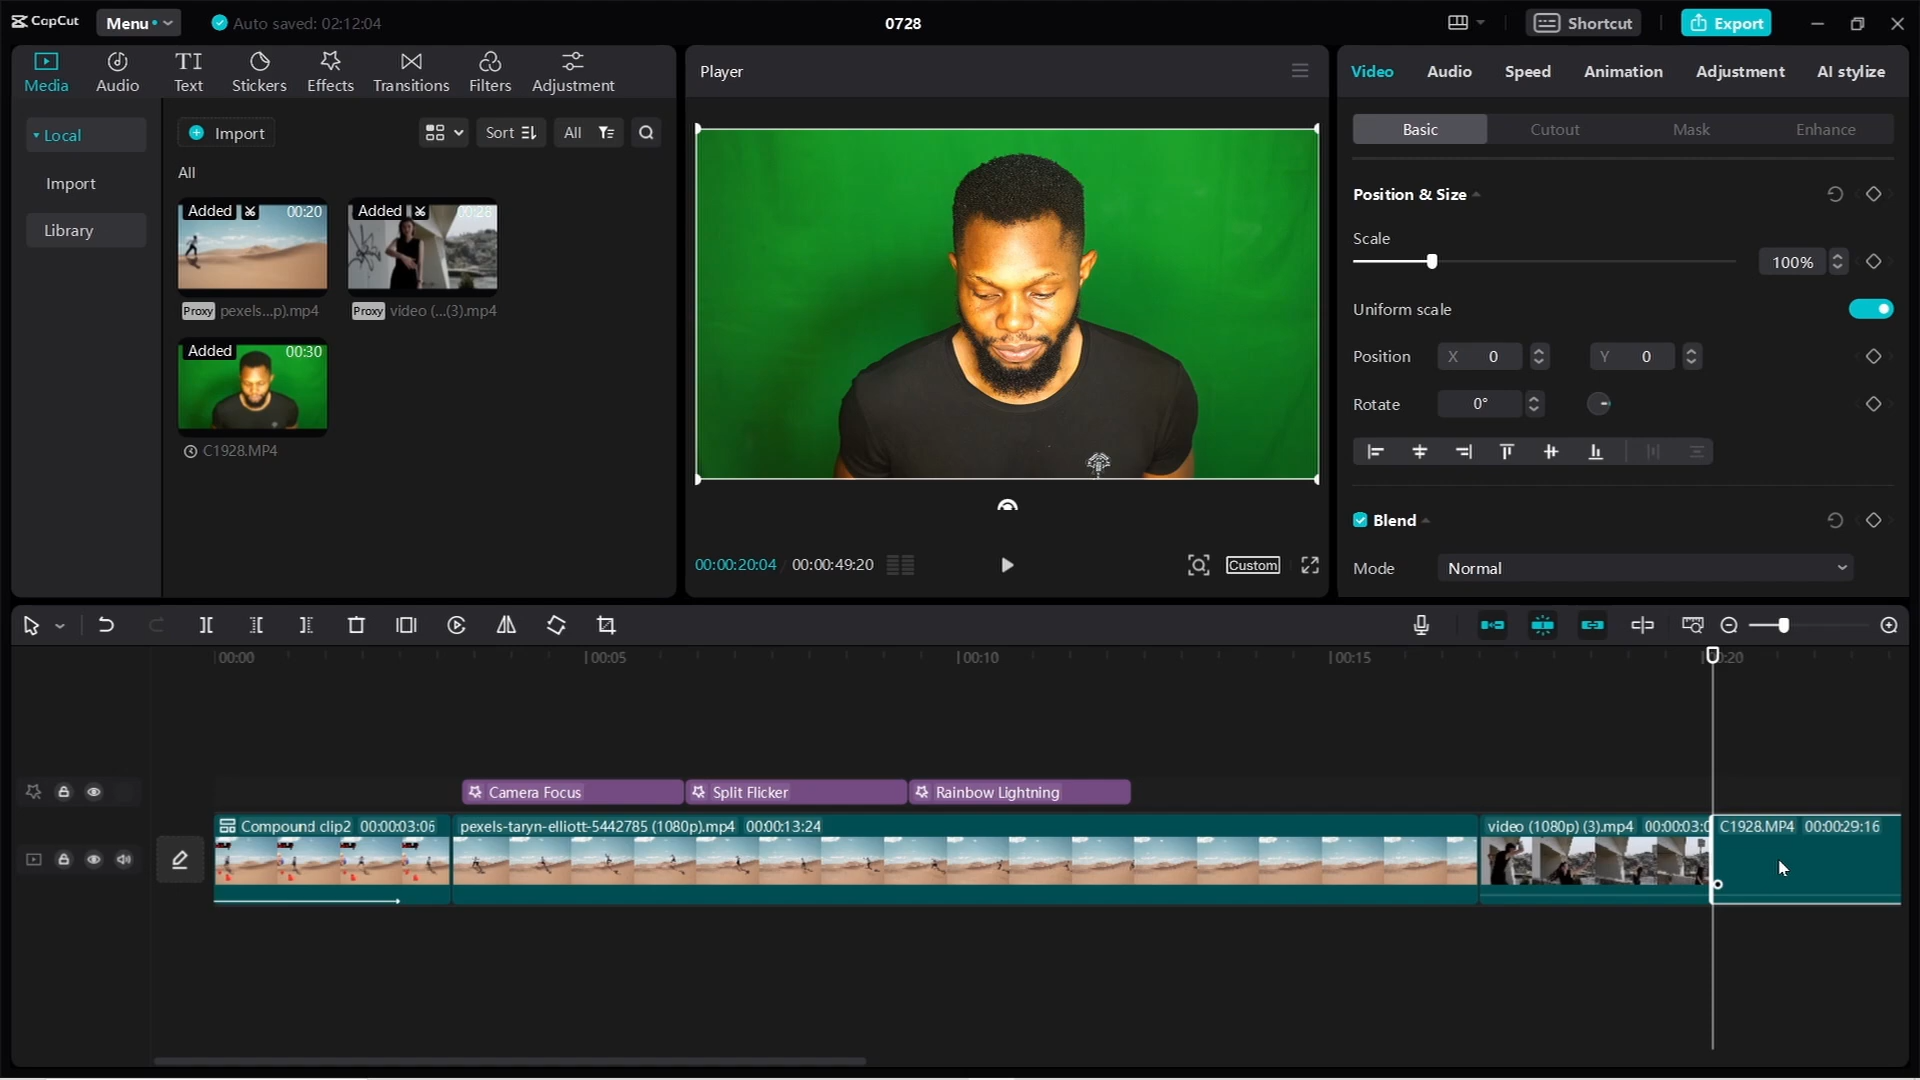 CapCut Menu Auto saved: 02:12:04 0728 Shortcut Export
Media Audio Text Stickers Effects Transitions Filters Adjustment
Local
Import
Library
Import Sort All
All
Added 00:20 Added 00:28
Proxy pexels...p).mp4 Proxy video (...(3).mp4
Added 00:30
C1928.MP4
Player
00:00:20:04 00:00:49:20 Custom
Video Audio Speed Animation Adjustment AI stylize
Basic Cutout Mask Enhance
Position & Size
Scale
100%
Uniform scale
Position X 0 Y 0
Rotate 0°
Blend
Mode Normal
00:00 00:05 00:10 00:15
Camera Focus Split Flicker Rainbow Lightning
Compound clip2 00:00:03:06 pexels-taryn-elliott-5442785 (1080p).mp4 00:00:13:24 video (1080p) (3).mp4 00:00:03:0 C1928.MP4 00:00:29:16